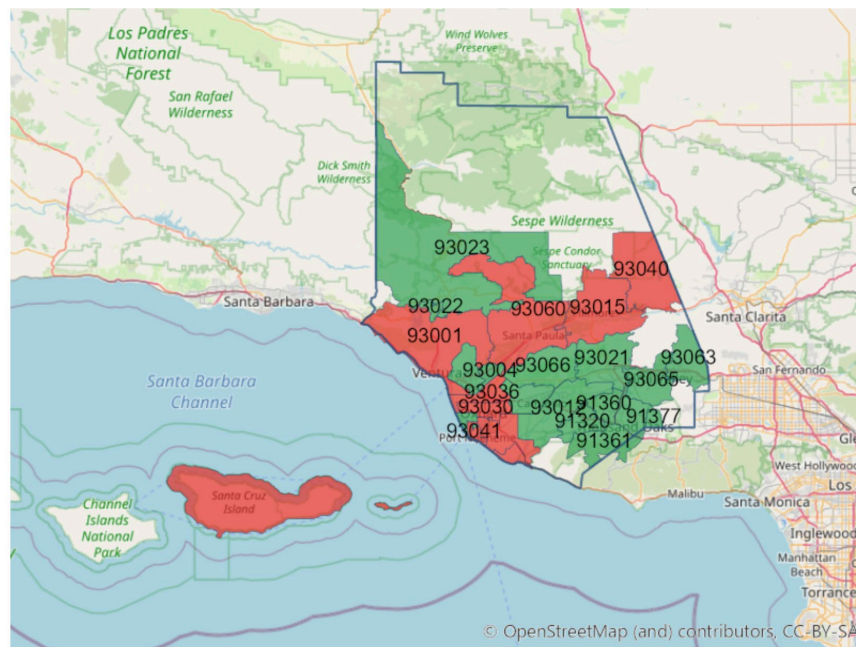 Los Padres
National
Forest
Wind Wolves
Preserve
San Rafael
Wilderness
Dick Smith
Wilderness
Sespe Wilderness
93023
Sespe Condor
Sanctuary
93040
Santa Barbara
93022
93060
93015
Santa Clarita
93001
Santa Paula
93004
93066
93021
93063
Ventura
93065
San Fernando
Santa Barbara
Channel
93036
93030
93012
91360
91377
91320
93041
91361
Oaks
West Hollywood
Los
Malibu
Santa Monica
Santa Cruz
Island
Channel
Islands
National
Park
Inglewood
Manhattan
Beach
Torrance
© OpenStreetMap (and) contributors, CC-BY-SA